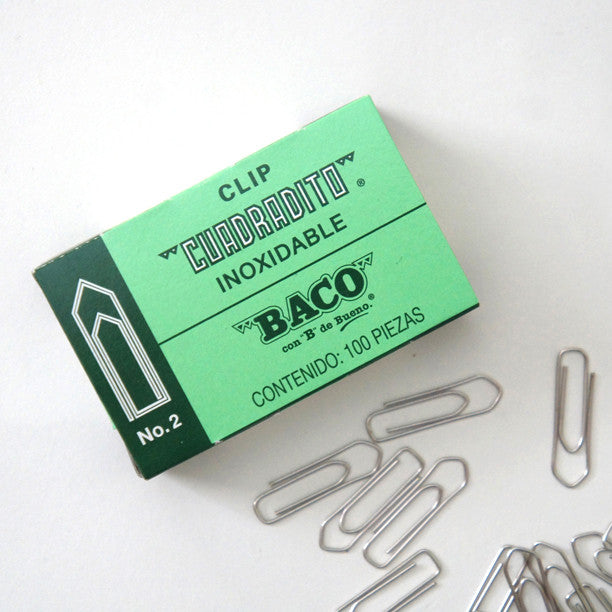 CLIP
"CUADRADITO" ®
INOXIDABLE
"BACO"
con "B" de Bueno.®
CONTENIDO: 100 PIEZAS
No.2